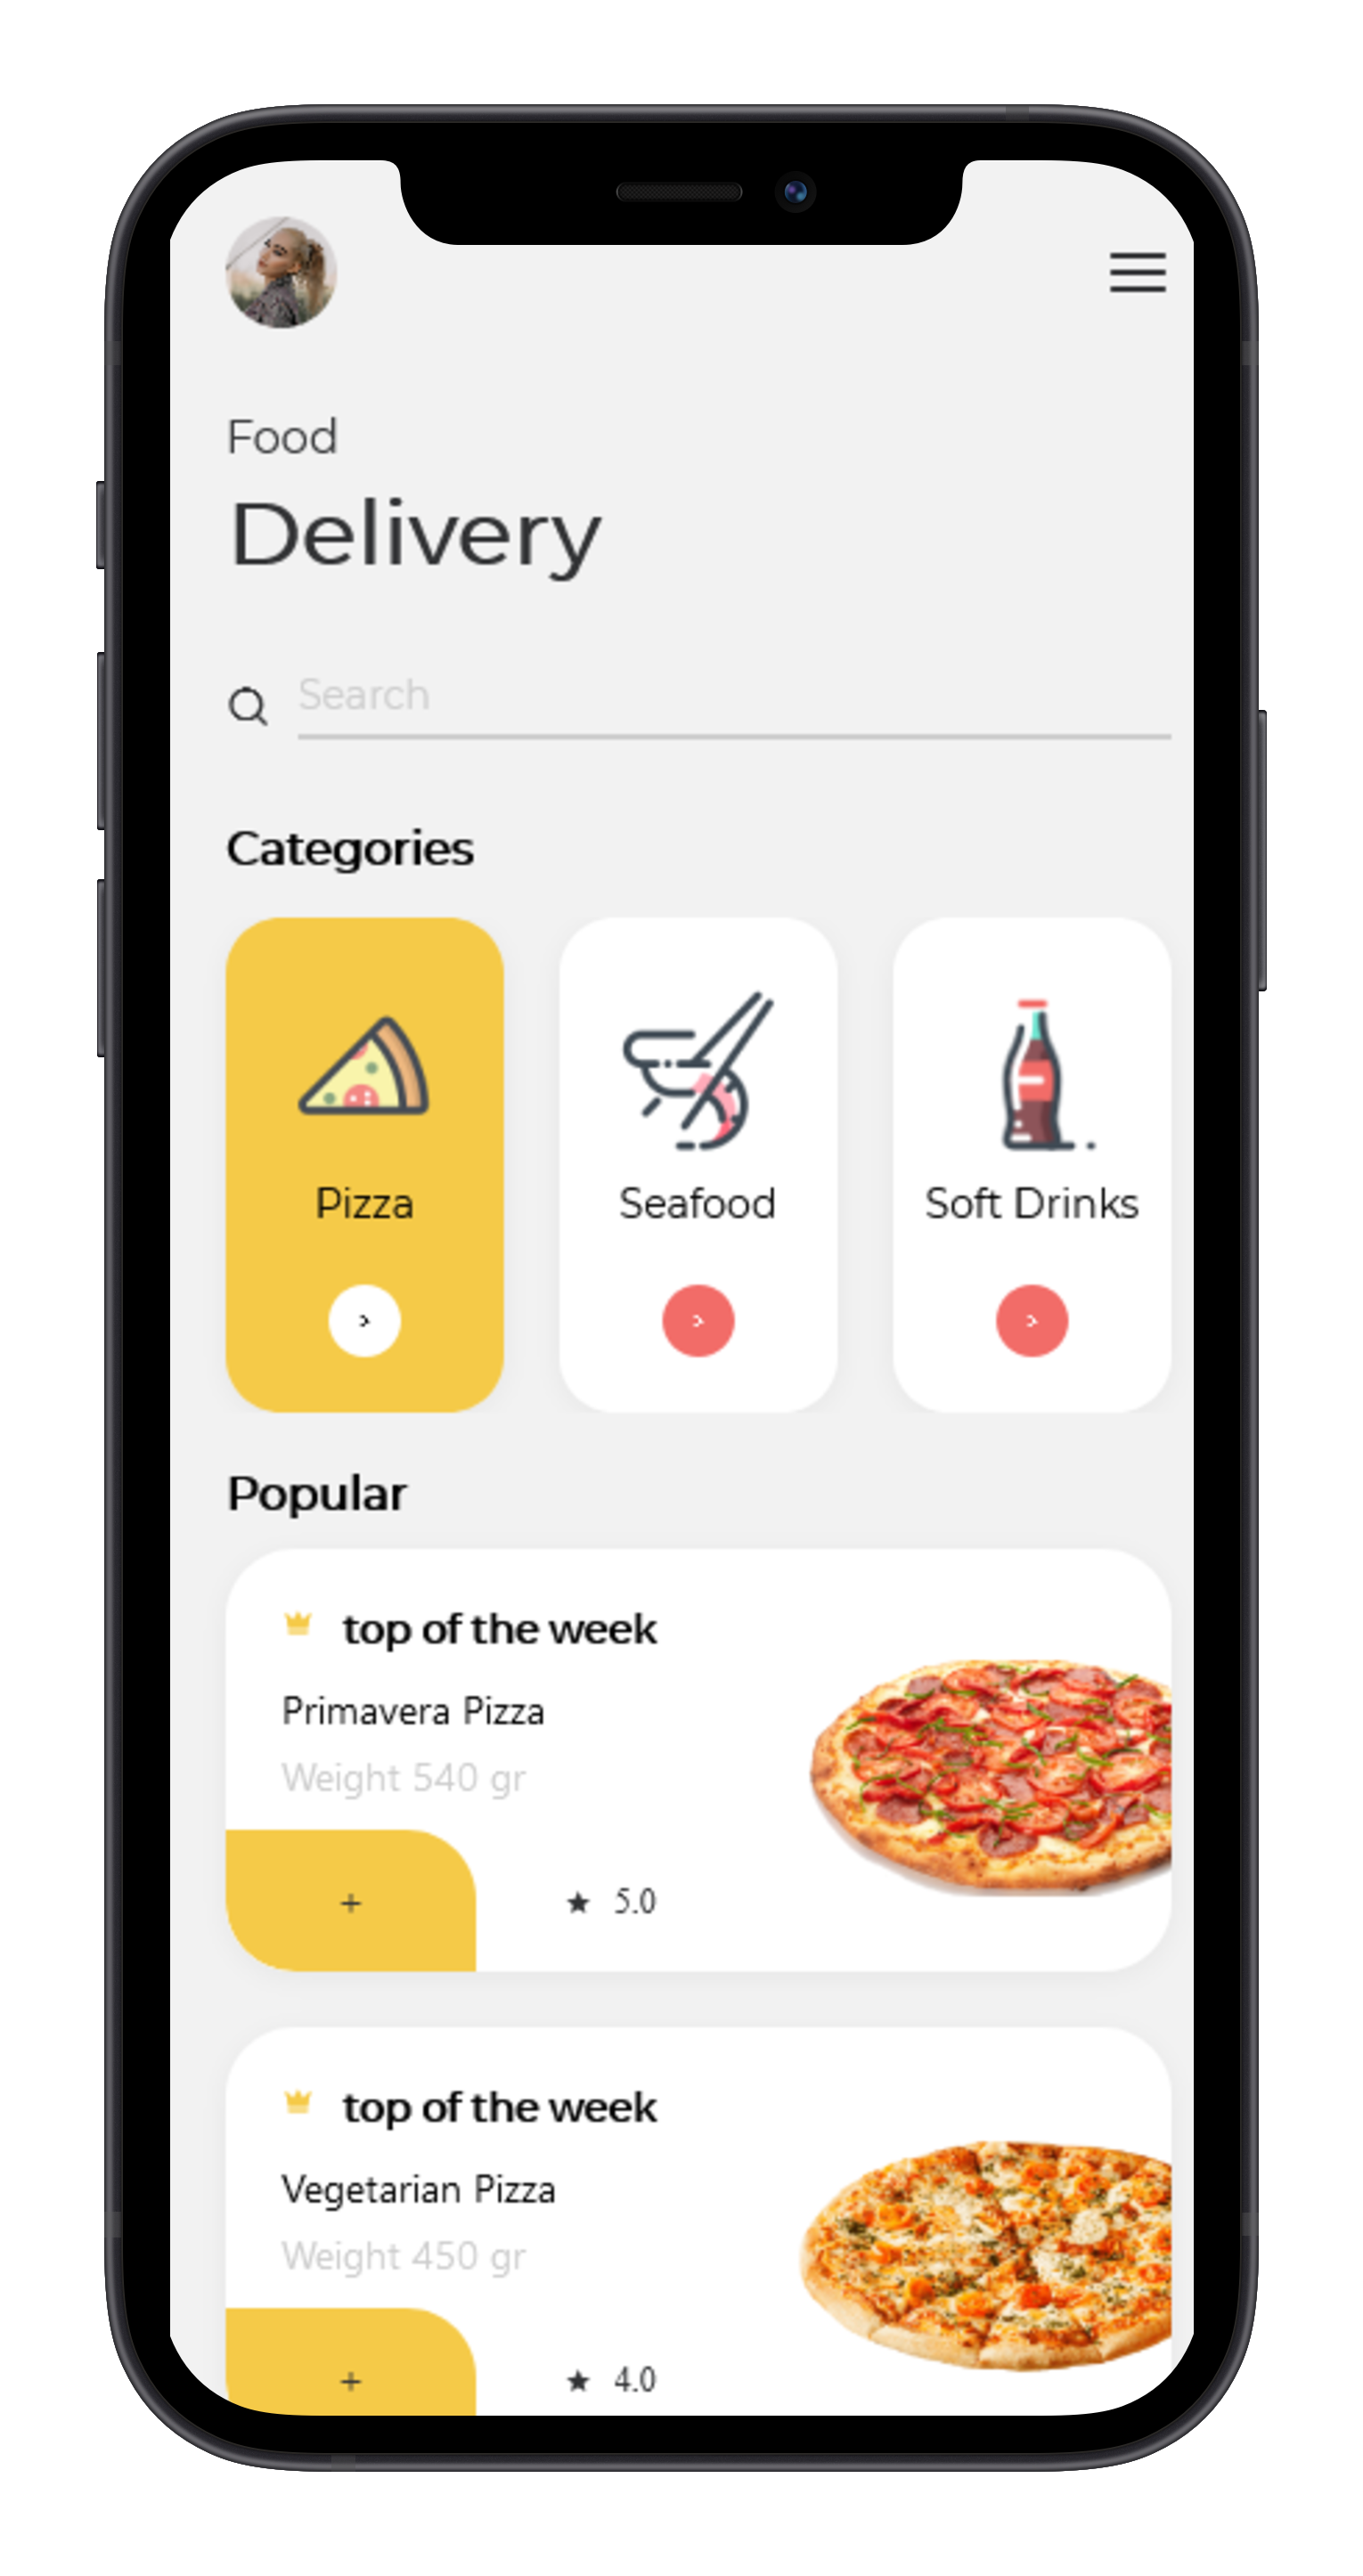 Food
Delivery
Search
Categories
Pizza
Seafood
Soft Drinks
Popular
top of the week
Primavera Pizza
Weight 540 gr
+
5.0
top of the week
Vegetarian Pizza
Weight 450 gr
+
4.0